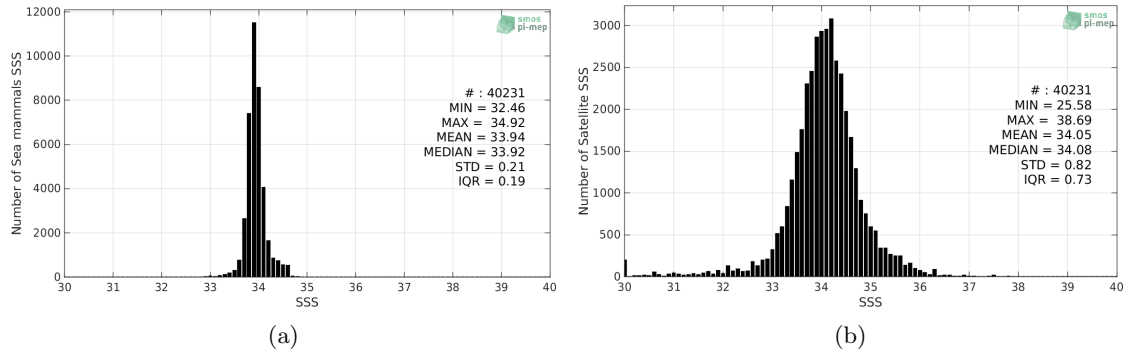 12000
10000
8000
6000
4000
2000
0
Number of Sea mammals SSS
smos
pi-mep
# : 40231
MIN = 32.46
MAX = 34.92
MEAN = 33.94
MEDIAN = 33.92
STD = 0.21
IQR = 0.19
30 31 32 33 34 35 36 37 38 39 40
SSS
(a)
3000
2500
2000
1500
1000
500
0
Number of Satellite SSS
smos
pi-mep
# : 40231
MIN = 25.58
MAX = 38.69
MEAN = 34.05
MEDIAN = 34.08
STD = 0.82
IQR = 0.73
30 31 32 33 34 35 36 37 38 39 40
SSS
(b)